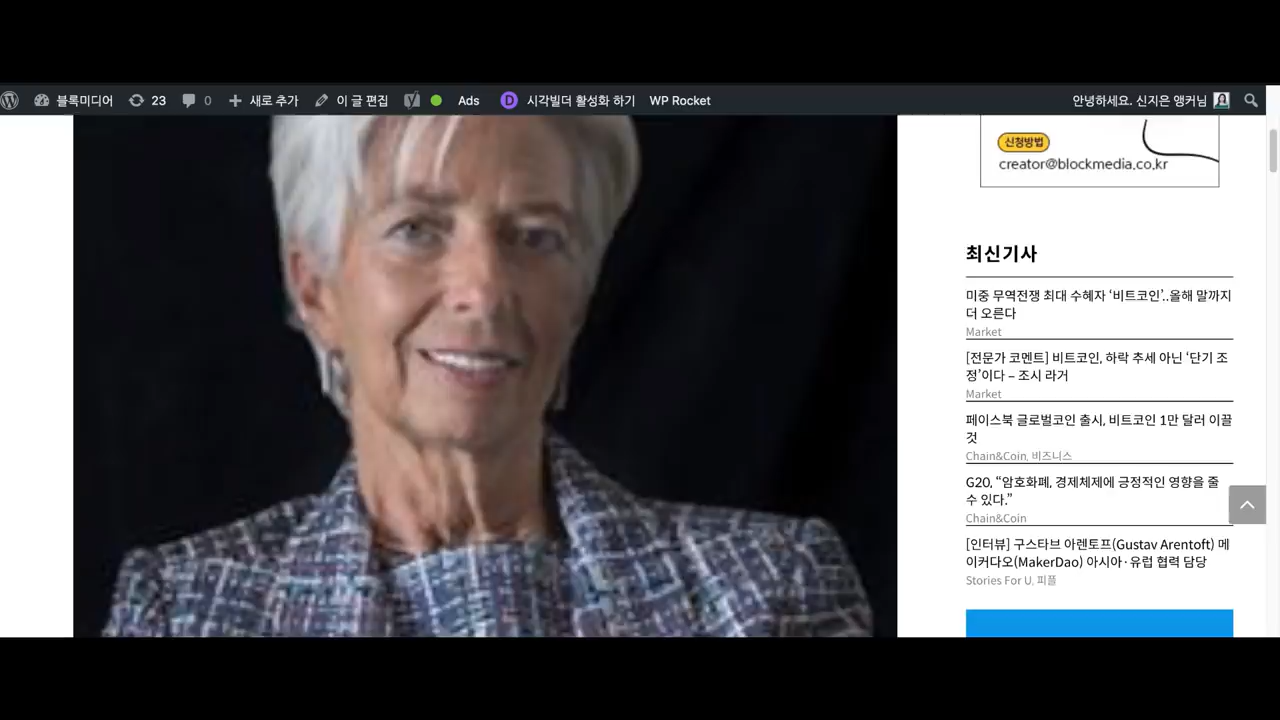 블록미디어 23 0 새로 추가 이 글 편집 Ads D 시각빌더 활성화 하기 WP Rocket 안녕하세요. 신지은 앵커님
신청방법
creator@blockmedia.co.kr
최신기사
미중 무역전쟁 최대 수혜자 ‘비트코인’..올해 말까지
더 오른다
Market
[전문가 코멘트] 비트코인, 하락 추세 아닌 ‘단기 조
정’이다 – 조시 라거
Market
페이스북 글로벌코인 출시, 비트코인 1만 달러 이끌
것
Chain&Coin, 비즈니스
G20, “암호화폐, 경제체제에 긍정적인 영향을 줄
수 있다.”
Chain&Coin
[인터뷰] 구스타브 아렌토프(Gustav Arentoft) 메
이커다오(MakerDao) 아시아·유럽 협력 담당
Stories For U, 피플